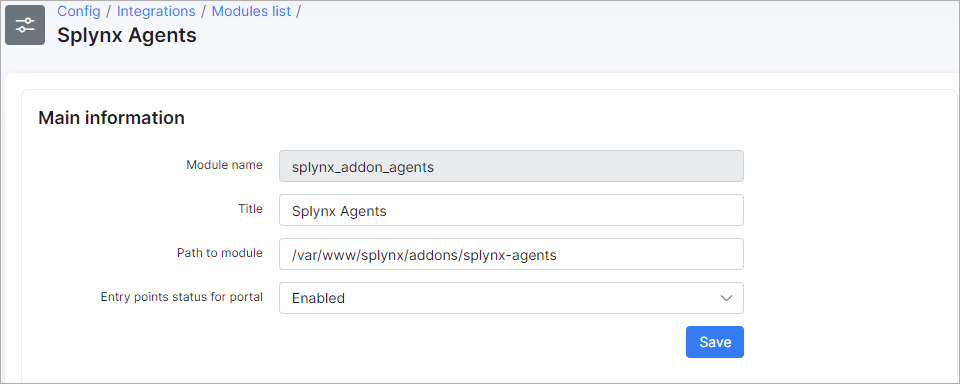 Config / Integrations / Modules list /
Splynx Agents
Main information
Module name splynx_addon_agents
Title Splynx Agents
Path to module /var/www/splynx/addons/splynx-agents
Entry points status for portal Enabled
Save